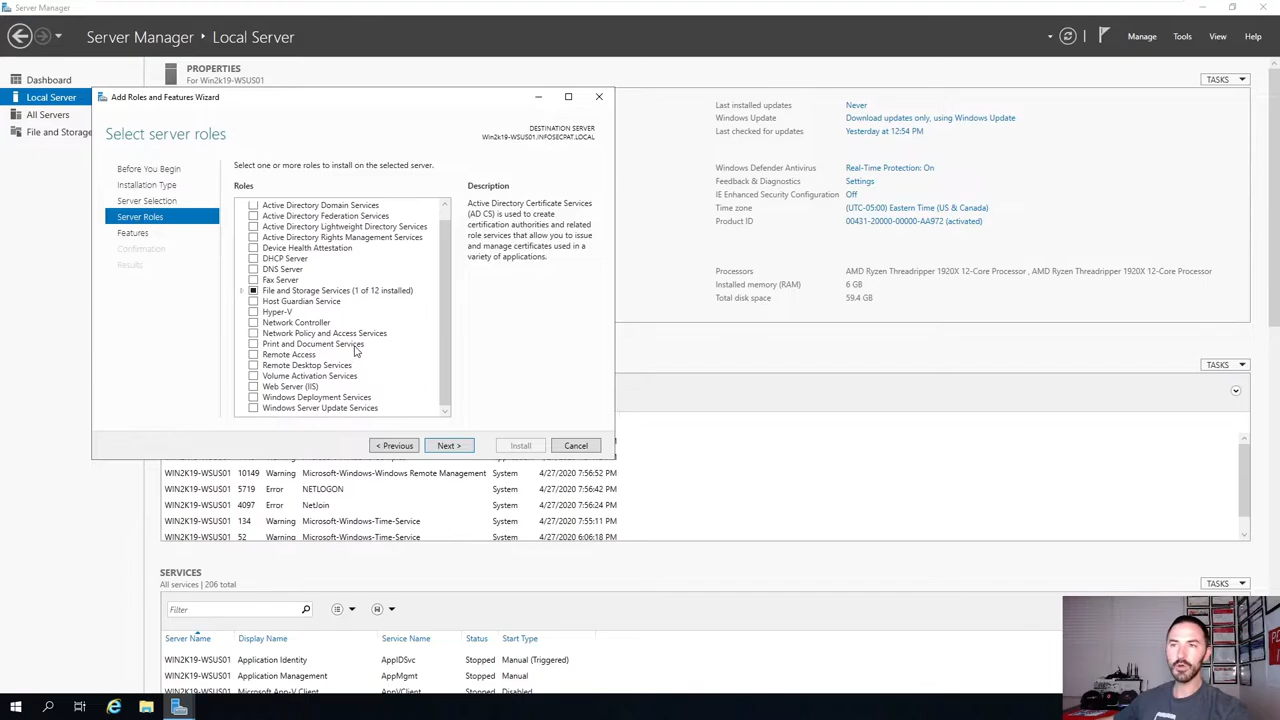 Server Manager
Server Manager • Local Server
Manage Tools View Help
Dashboard
Local Server
All Servers
File and Storage
PROPERTIES
For Win2k19-WSUS01
TASKS
Last installed updates Never
Windows Update Download updates only, using Windows Update
Last checked for updates Yesterday at 12:54 PM
Windows Defender Antivirus Real-Time Protection: On
Feedback & Diagnostics Settings
IE Enhanced Security Configuration Off
Time zone (UTC-05:00) Eastern Time (US & Canada)
Product ID 00431-20000-00000-AA972 (activated)
Processors AMD Ryzen Threadripper 1920X 12-Core Processor , AMD Ryzen Threadripper 1920X 12-Core Processor
Installed memory (RAM) 6 GB
Total disk space 59.4 GB
Add Roles and Features Wizard
Select server roles
DESTINATION SERVER
Win2k19-WSUS01.INFOSECPAT.LOCAL
Before You Begin
Installation Type
Server Selection
Server Roles
Features
Confirmation
Results
Select one or more roles to install on the selected server.
Roles
Active Directory Domain Services
Active Directory Federation Services
Active Directory Lightweight Directory Services
Active Directory Rights Management Services
Device Health Attestation
DHCP Server
DNS Server
Fax Server
File and Storage Services (1 of 12 installed)
Host Guardian Service
Hyper-V
Network Controller
Network Policy and Access Services
Print and Document Services
Remote Access
Remote Desktop Services
Volume Activation Services
Web Server (IIS)
Windows Deployment Services
Windows Server Update Services
Description
Active Directory Certificate Services
(AD CS) is used to create
certification authorities and related
role services that allow you to issue
and manage certificates used in a
variety of applications.
< Previous Next > Install Cancel
TASKS
WIN2K19-WSUS01 10149 Warning Microsoft-Windows-Windows Remote Management System 4/27/2020 7:56:52 PM
WIN2K19-WSUS01 5719 Error NETLOGON System 4/27/2020 7:56:42 PM
WIN2K19-WSUS01 4097 Error NetJoin System 4/27/2020 7:56:24 PM
WIN2K19-WSUS01 134 Warning Microsoft-Windows-Time-Service System 4/27/2020 7:55:11 PM
WIN2K19-WSUS01 52 Warning Microsoft-Windows-Time-Service System 4/27/2020 6:06:18 PM
SERVICES
All services | 206 total
TASKS
Filter
Server Name Display Name Service Name Status Start Type
WIN2K19-WSUS01 Application Identity AppIDSvc Stopped Manual (Triggered)
WIN2K19-WSUS01 Application Management AppMgmt Stopped Manual
WIN2K19-WSUS01 Microsoft App-V Client AppVClient Stopped Disabled